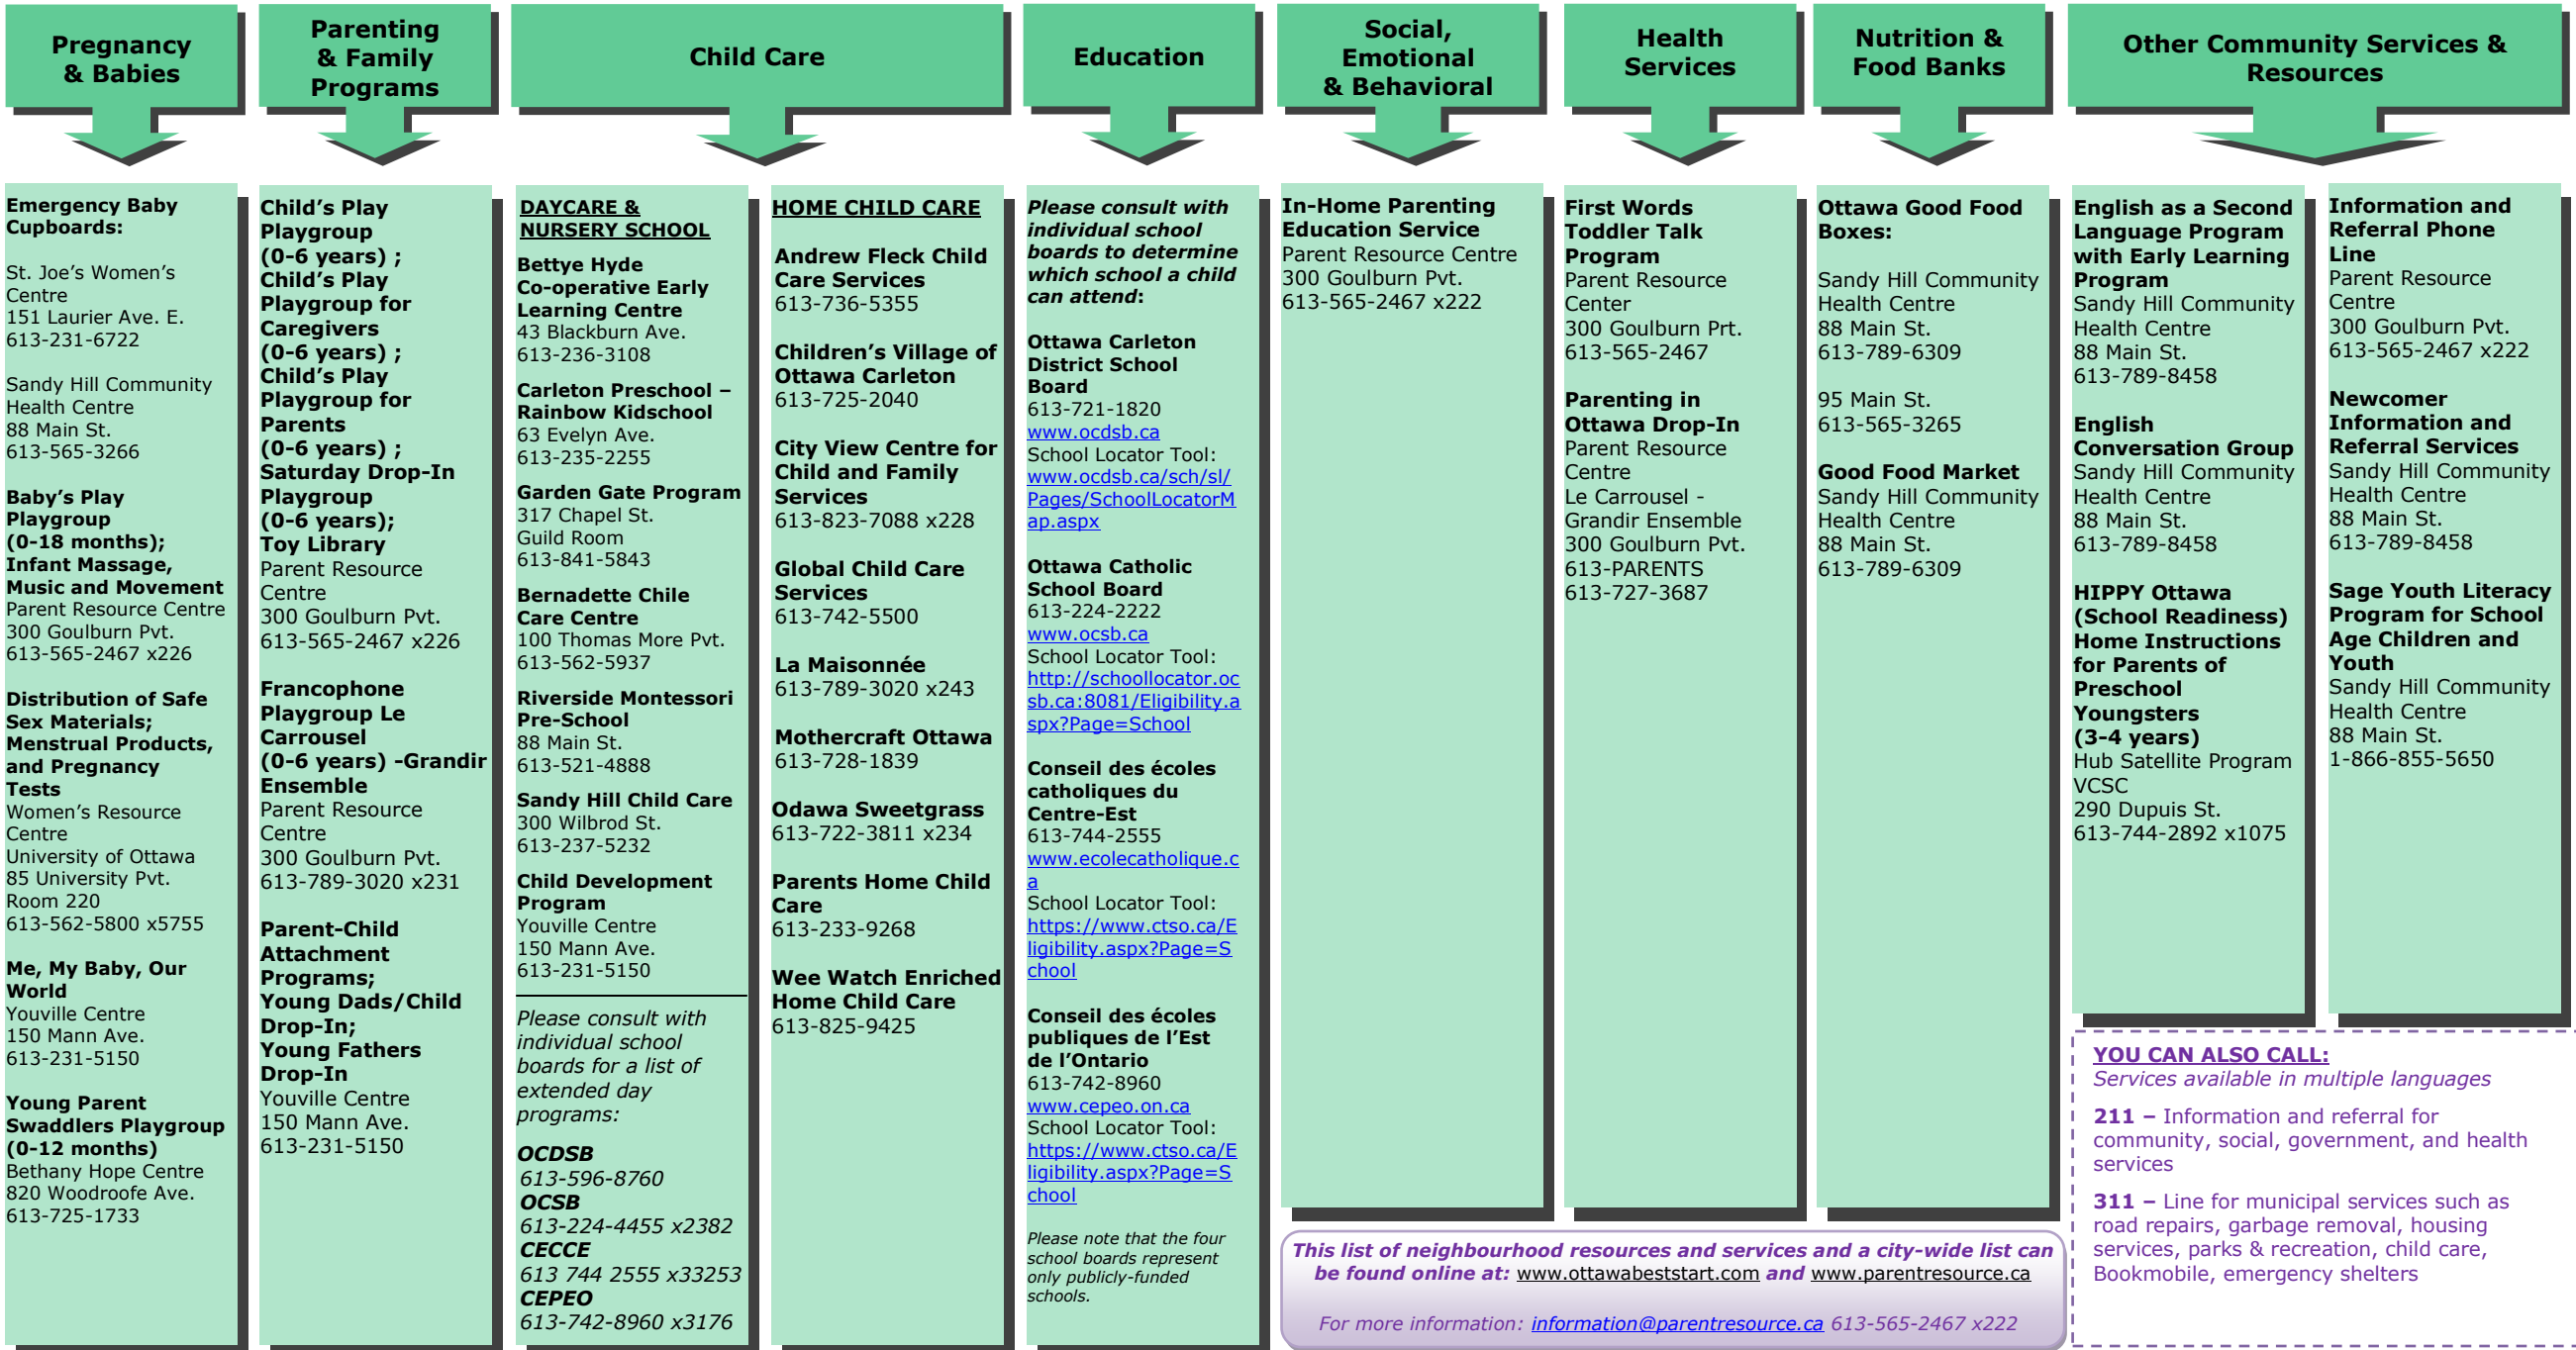 Pregnancy
& Babies
Parenting
& Family
Programs
Child Care
Education
Social,
Emotional
& Behavioral
Health
Services
Nutrition &
Food Banks
Other Community Services &
Resources
Emergency Baby
Cupboards:
St. Joe's Women's
Centre
151 Laurier Ave. E.
613-231-6722
Sandy Hill Community
Health Centre
88 Main St.
613-565-3266
Baby's Play
Playgroup
(0-18 months);
Infant Massage,
Music and Movement
Parent Resource Centre
300 Goulburn Pvt.
613-565-2467 x226
Distribution of Safe
Sex Materials;
Menstrual Products,
and Pregnancy
Tests
Women's Resource
Centre
University of Ottawa
85 University Pvt.
Room 220
613-562-5800 x5755
Me, My Baby, Our
World
Youville Centre
150 Mann Ave.
613-231-5150
Young Parent
Swaddlers Playgroup
(0-12 months)
Bethany Hope Centre
820 Woodroofe Ave.
613-725-1733
Child's Play
Playgroup
(0-6 years) ;
Child's Play
Playgroup for
Caregivers
(0-6 years) ;
Child's Play
Playgroup for
Parents
(0-6 years) ;
Saturday Drop-In
Playgroup
(0-6 years);
Toy Library
Parent Resource
Centre
300 Goulburn Pvt.
613-565-2467 x226
Francophone
Playgroup Le
Carrousel
(0-6 years) -Grandir
Ensemble
Parent Resource
Centre
300 Goulburn Pvt.
613-789-3020 x231
Parent-Child
Attachment
Programs;
Young Dads/Child
Drop-In;
Young Fathers
Drop-In
Youville Centre
150 Mann Ave.
613-231-5150
DAYCARE &
NURSERY SCHOOL
Bettye Hyde
Co-operative Early
Learning Centre
43 Blackburn Ave.
613-236-3108
Carleton Preschool –
Rainbow Kidschool
63 Evelyn Ave.
613-235-2255
Garden Gate Program
317 Chapel St.
Guild Room
613-841-5843
Bernadette Chile
Care Centre
100 Thomas More Pvt.
613-562-5937
Riverside Montessori
Pre-School
88 Main St.
613-521-4888
Sandy Hill Child Care
300 Wilbrod St.
613-237-5232
Child Development
Program
Youville Centre
150 Mann Ave.
613-231-5150
Please consult with
individual school
boards for a list of
extended day
programs:
OCDSB
613-596-8760
OCSB
613-224-4455 x2382
CECCE
613 744 2555 x33253
CEPEO
613-742-8960 x3176
HOME CHILD CARE
Andrew Fleck Child
Care Services
613-736-5355
Children's Village of
Ottawa Carleton
613-725-2040
City View Centre for
Child and Family
Services
613-823-7088 x228
Global Child Care
Services
613-742-5500
La Maisonnée
613-789-3020 x243
Mothercraft Ottawa
613-728-1839
Odawa Sweetgrass
613-722-3811 x234
Parents Home Child
Care
613-233-9268
Wee Watch Enriched
Home Child Care
613-825-9425
Please consult with
individual school
boards to determine
which school a child
can attend:
Ottawa Carleton
District School
Board
613-721-1820
www.ocdsb.ca
School Locator Tool:
www.ocdsb.ca/sch/sl/
Pages/SchoolLocatorM
ap.aspx
Ottawa Catholic
School Board
613-224-2222
www.ocsb.ca
School Locator Tool:
http://schoollocator.oc
sb.ca:8081/Eligibility.a
spx?Page=School
Conseil des écoles
catholiques du
Centre-Est
613-744-2555
www.ecolecatholique.c
a
School Locator Tool:
https://www.ctso.ca/E
ligibility.aspx?Page=S
chool
Conseil des écoles
publiques de l'Est
de l'Ontario
613-742-8960
www.cepeo.on.ca
School Locator Tool:
https://www.ctso.ca/E
ligibility.aspx?Page=S
chool
Please note that the four
school boards represent
only publicly-funded
schools.
In-Home Parenting
Education Service
Parent Resource Centre
300 Goulburn Pvt.
613-565-2467 x222
First Words
Toddler Talk
Program
Parent Resource
Center
300 Goulburn Prt.
613-565-2467
Parenting in
Ottawa Drop-In
Parent Resource
Centre
Le Carrousel -
Grandir Ensemble
300 Goulburn Pvt.
613-PARENTS
613-727-3687
Ottawa Good Food
Boxes:
Sandy Hill Community
Health Centre
88 Main St.
613-789-6309
95 Main St.
613-565-3265
Good Food Market
Sandy Hill Community
Health Centre
88 Main St.
613-789-6309
English as a Second
Language Program
with Early Learning
Program
Sandy Hill Community
Health Centre
88 Main St.
613-789-8458
English
Conversation Group
Sandy Hill Community
Health Centre
88 Main St.
613-789-8458
HIPPY Ottawa
(School Readiness)
Home Instructions
for Parents of
Preschool
Youngsters
(3-4 years)
Hub Satellite Program
VCSC
290 Dupuis St.
613-744-2892 x1075
Information and
Referral Phone
Line
Parent Resource
Centre
300 Goulburn Pvt.
613-565-2467 x222
Newcomer
Information and
Referral Services
Sandy Hill Community
Health Centre
88 Main St.
613-789-8458
Sage Youth Literacy
Program for School
Age Children and
Youth
Sandy Hill Community
Health Centre
88 Main St.
1-866-855-5650
This list of neighbourhood resources and services and a city-wide list can
be found online at: www.ottawabeststart.com and www.parentresource.ca
For more information: information@parentresource.ca 613-565-2467 x222
YOU CAN ALSO CALL:
Services available in multiple languages
211 – Information and referral for
community, social, government, and health
services
311 – Line for municipal services such as
road repairs, garbage removal, housing
services, parks & recreation, child care,
Bookmobile, emergency shelters